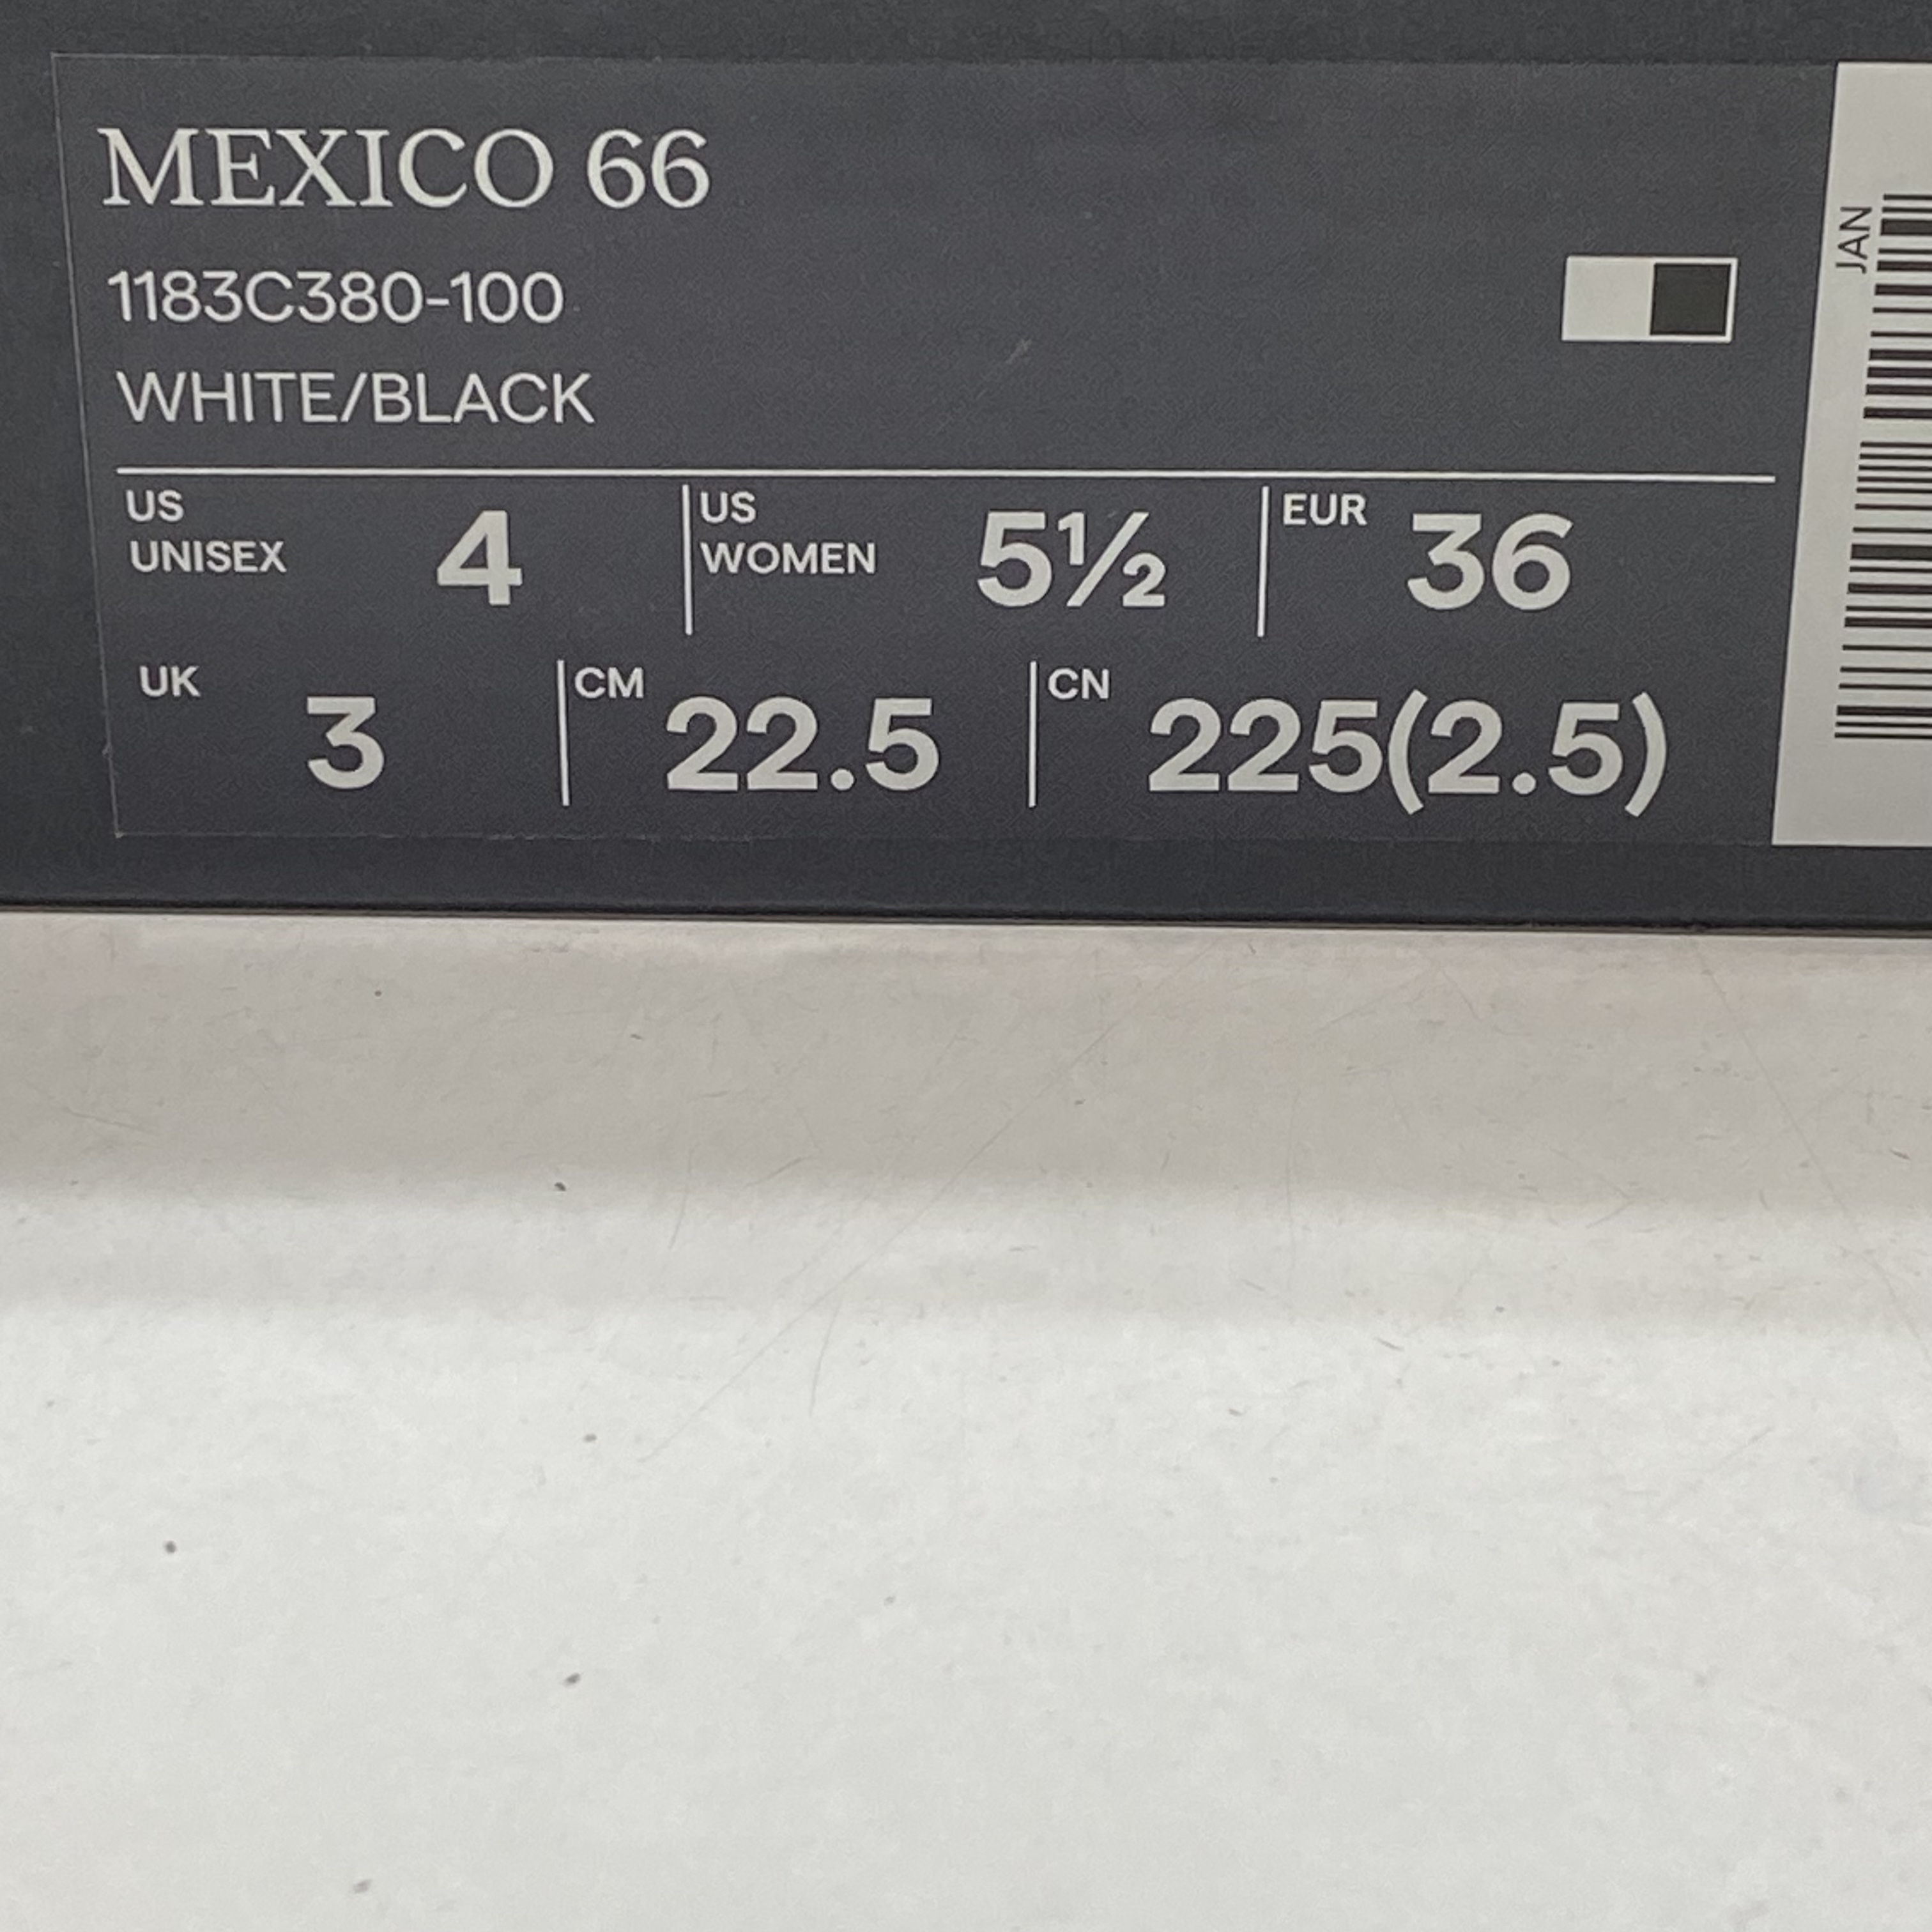 MEXICO 66
1183C380-100
WHITE/BLACK
US UNISEX 4 US WOMEN 5½ EUR 36
UK 3 CM 22.5 CN 225(2.5)
JAN